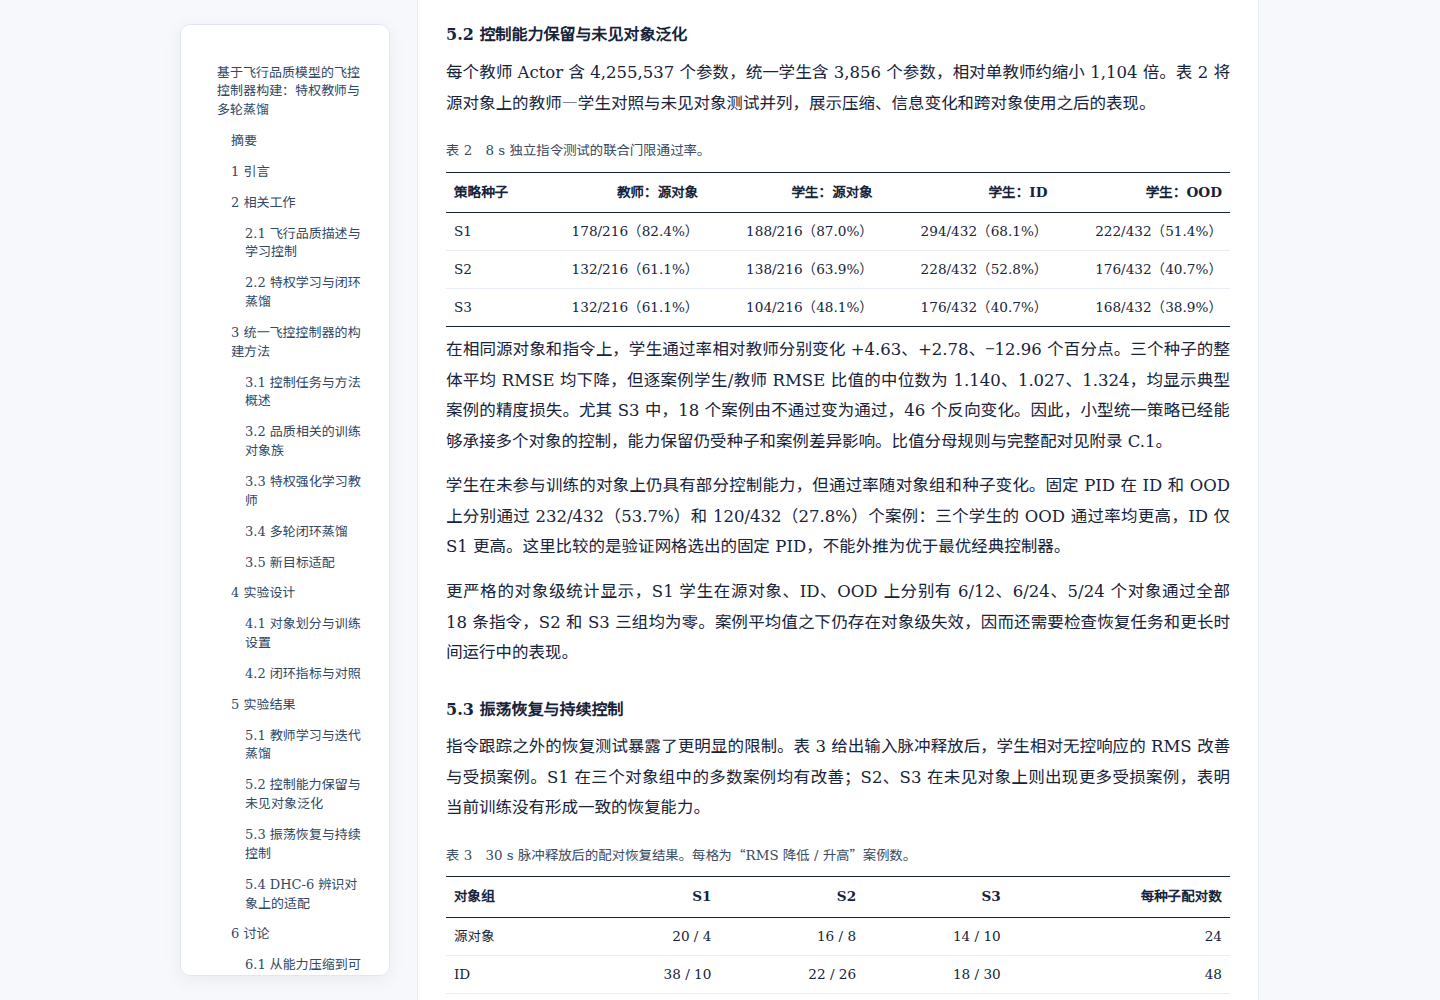 基于飞行品质模型的飞控
控制器构建：特权教师与
多轮蒸馏
摘要
1 引言
2 相关工作
2.1 飞行品质描述与
学习控制
2.2 特权学习与闭环
蒸馏
3 统一飞控控制器的构
建方法
3.1 控制任务与方法
概述
3.2 品质相关的训练
对象族
3.3 特权强化学习教
师
3.4 多轮闭环蒸馏
3.5 新目标适配
4 实验设计
4.1 对象划分与训练
设置
4.2 闭环指标与对照
5 实验结果
5.1 教师学习与迭代
蒸馏
5.2 控制能力保留与
未见对象泛化
5.3 振荡恢复与持续
控制
5.4 DHC-6 辨识对
象上的适配
6 讨论
6.1 从能力压缩到可
5.2 控制能力保留与未见对象泛化
每个教师 Actor 含 4,255,537 个参数，统一学生含 3,856 个参数，相对单教师约缩小 1,104 倍。表 2 将
源对象上的教师—学生对照与未见对象测试并列，展示压缩、信息变化和跨对象使用之后的表现。
表 2 8 s 独立指令测试的联合门限通过率。
策略种子 教师：源对象 学生：源对象 学生：ID 学生：OOD
S1 178/216（82.4%） 188/216（87.0%） 294/432（68.1%） 222/432（51.4%）
S2 132/216（61.1%） 138/216（63.9%） 228/432（52.8%） 176/432（40.7%）
S3 132/216（61.1%） 104/216（48.1%） 176/432（40.7%） 168/432（38.9%）
在相同源对象和指令上，学生通过率相对教师分别变化 +4.63、+2.78、−12.96 个百分点。三个种子的整
体平均 RMSE 均下降，但逐案例学生/教师 RMSE 比值的中位数为 1.140、1.027、1.324，均显示典型
案例的精度损失。尤其 S3 中，18 个案例由不通过变为通过，46 个反向变化。因此，小型统一策略已经能
够承接多个对象的控制，能力保留仍受种子和案例差异影响。比值分母规则与完整配对见附录 C.1。
学生在未参与训练的对象上仍具有部分控制能力，但通过率随对象组和种子变化。固定 PID 在 ID 和 OOD
上分别通过 232/432（53.7%）和 120/432（27.8%）个案例：三个学生的 OOD 通过率均更高，ID 仅
S1 更高。这里比较的是验证网格选出的固定 PID，不能外推为优于最优经典控制器。
更严格的对象级统计显示，S1 学生在源对象、ID、OOD 上分别有 6/12、6/24、5/24 个对象通过全部
18 条指令，S2 和 S3 三组均为零。案例平均值之下仍存在对象级失效，因而还需要检查恢复任务和更长时
间运行中的表现。
5.3 振荡恢复与持续控制
指令跟踪之外的恢复测试暴露了更明显的限制。表 3 给出输入脉冲释放后，学生相对无控响应的 RMS 改善
与受损案例。S1 在三个对象组中的多数案例均有改善；S2、S3 在未见对象上则出现更多受损案例，表明
当前训练没有形成一致的恢复能力。
表 3 30 s 脉冲释放后的配对恢复结果。每格为“RMS 降低 / 升高”案例数。
对象组 S1 S2 S3 每种子配对数
源对象 20 / 4 16 / 8 14 / 10 24
ID 38 / 10 22 / 26 18 / 30 48